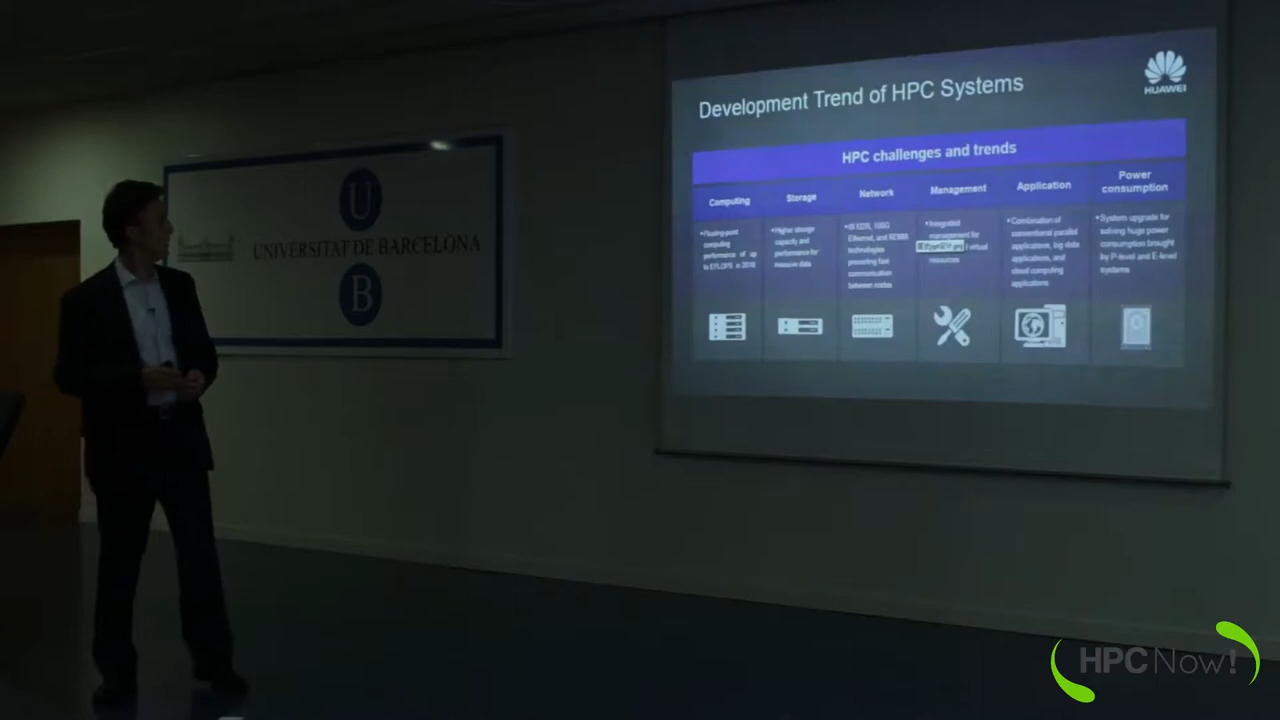 Development Trend of HPC Systems
HUAWEI
HPC challenges and trends
Computing
Storage
Network
Management
Application
Power
consumption
•Floating-point
computing
performance of up
to EFLOPS in 2018
•Higher storage
capacity and
performance for
massive data
•IB EDR, 100G
Ethernet, and RDMA
technologies
presenting fast
communication
between nodes
•Integrated
management for
virtual
resources
•Combination of
conventional parallel
applications, big data
applications, and
cloud computing
applications
•System upgrade for
solving huge power
consumption brought
by P-level and E-level
systems
U
UNIVERSITAT DE BARCELONA
B
HPCNow!